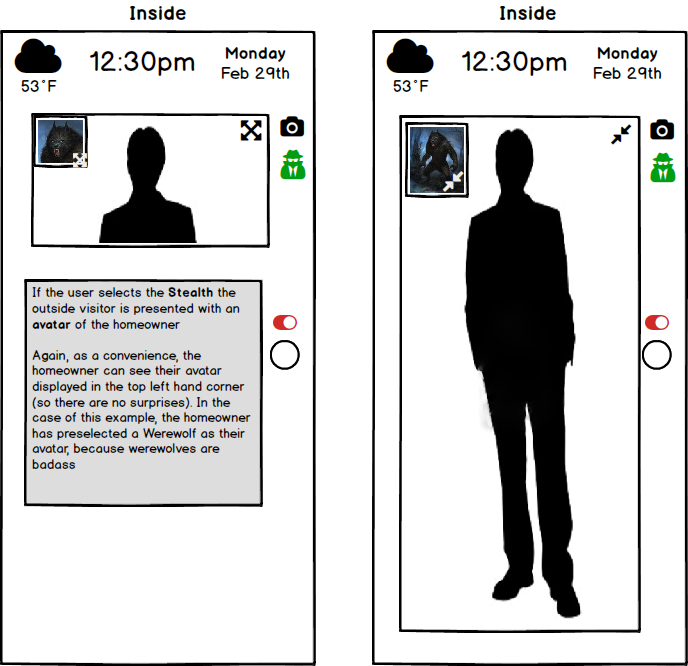 Inside
12:30pm
Monday
Feb 29th
53°F
If the user selects the Stealth the
outside visitor is presented with an
avatar of the homeowner
Again, as a convenience, the
homeowner can see their avatar
displayed in the top left hand corner
(so there are no surprises). In the
case of this example, the homeowner
has preselected a Werewolf as their
avatar, because werewolves are
badass
Inside
12:30pm
Monday
Feb 29th
53°F